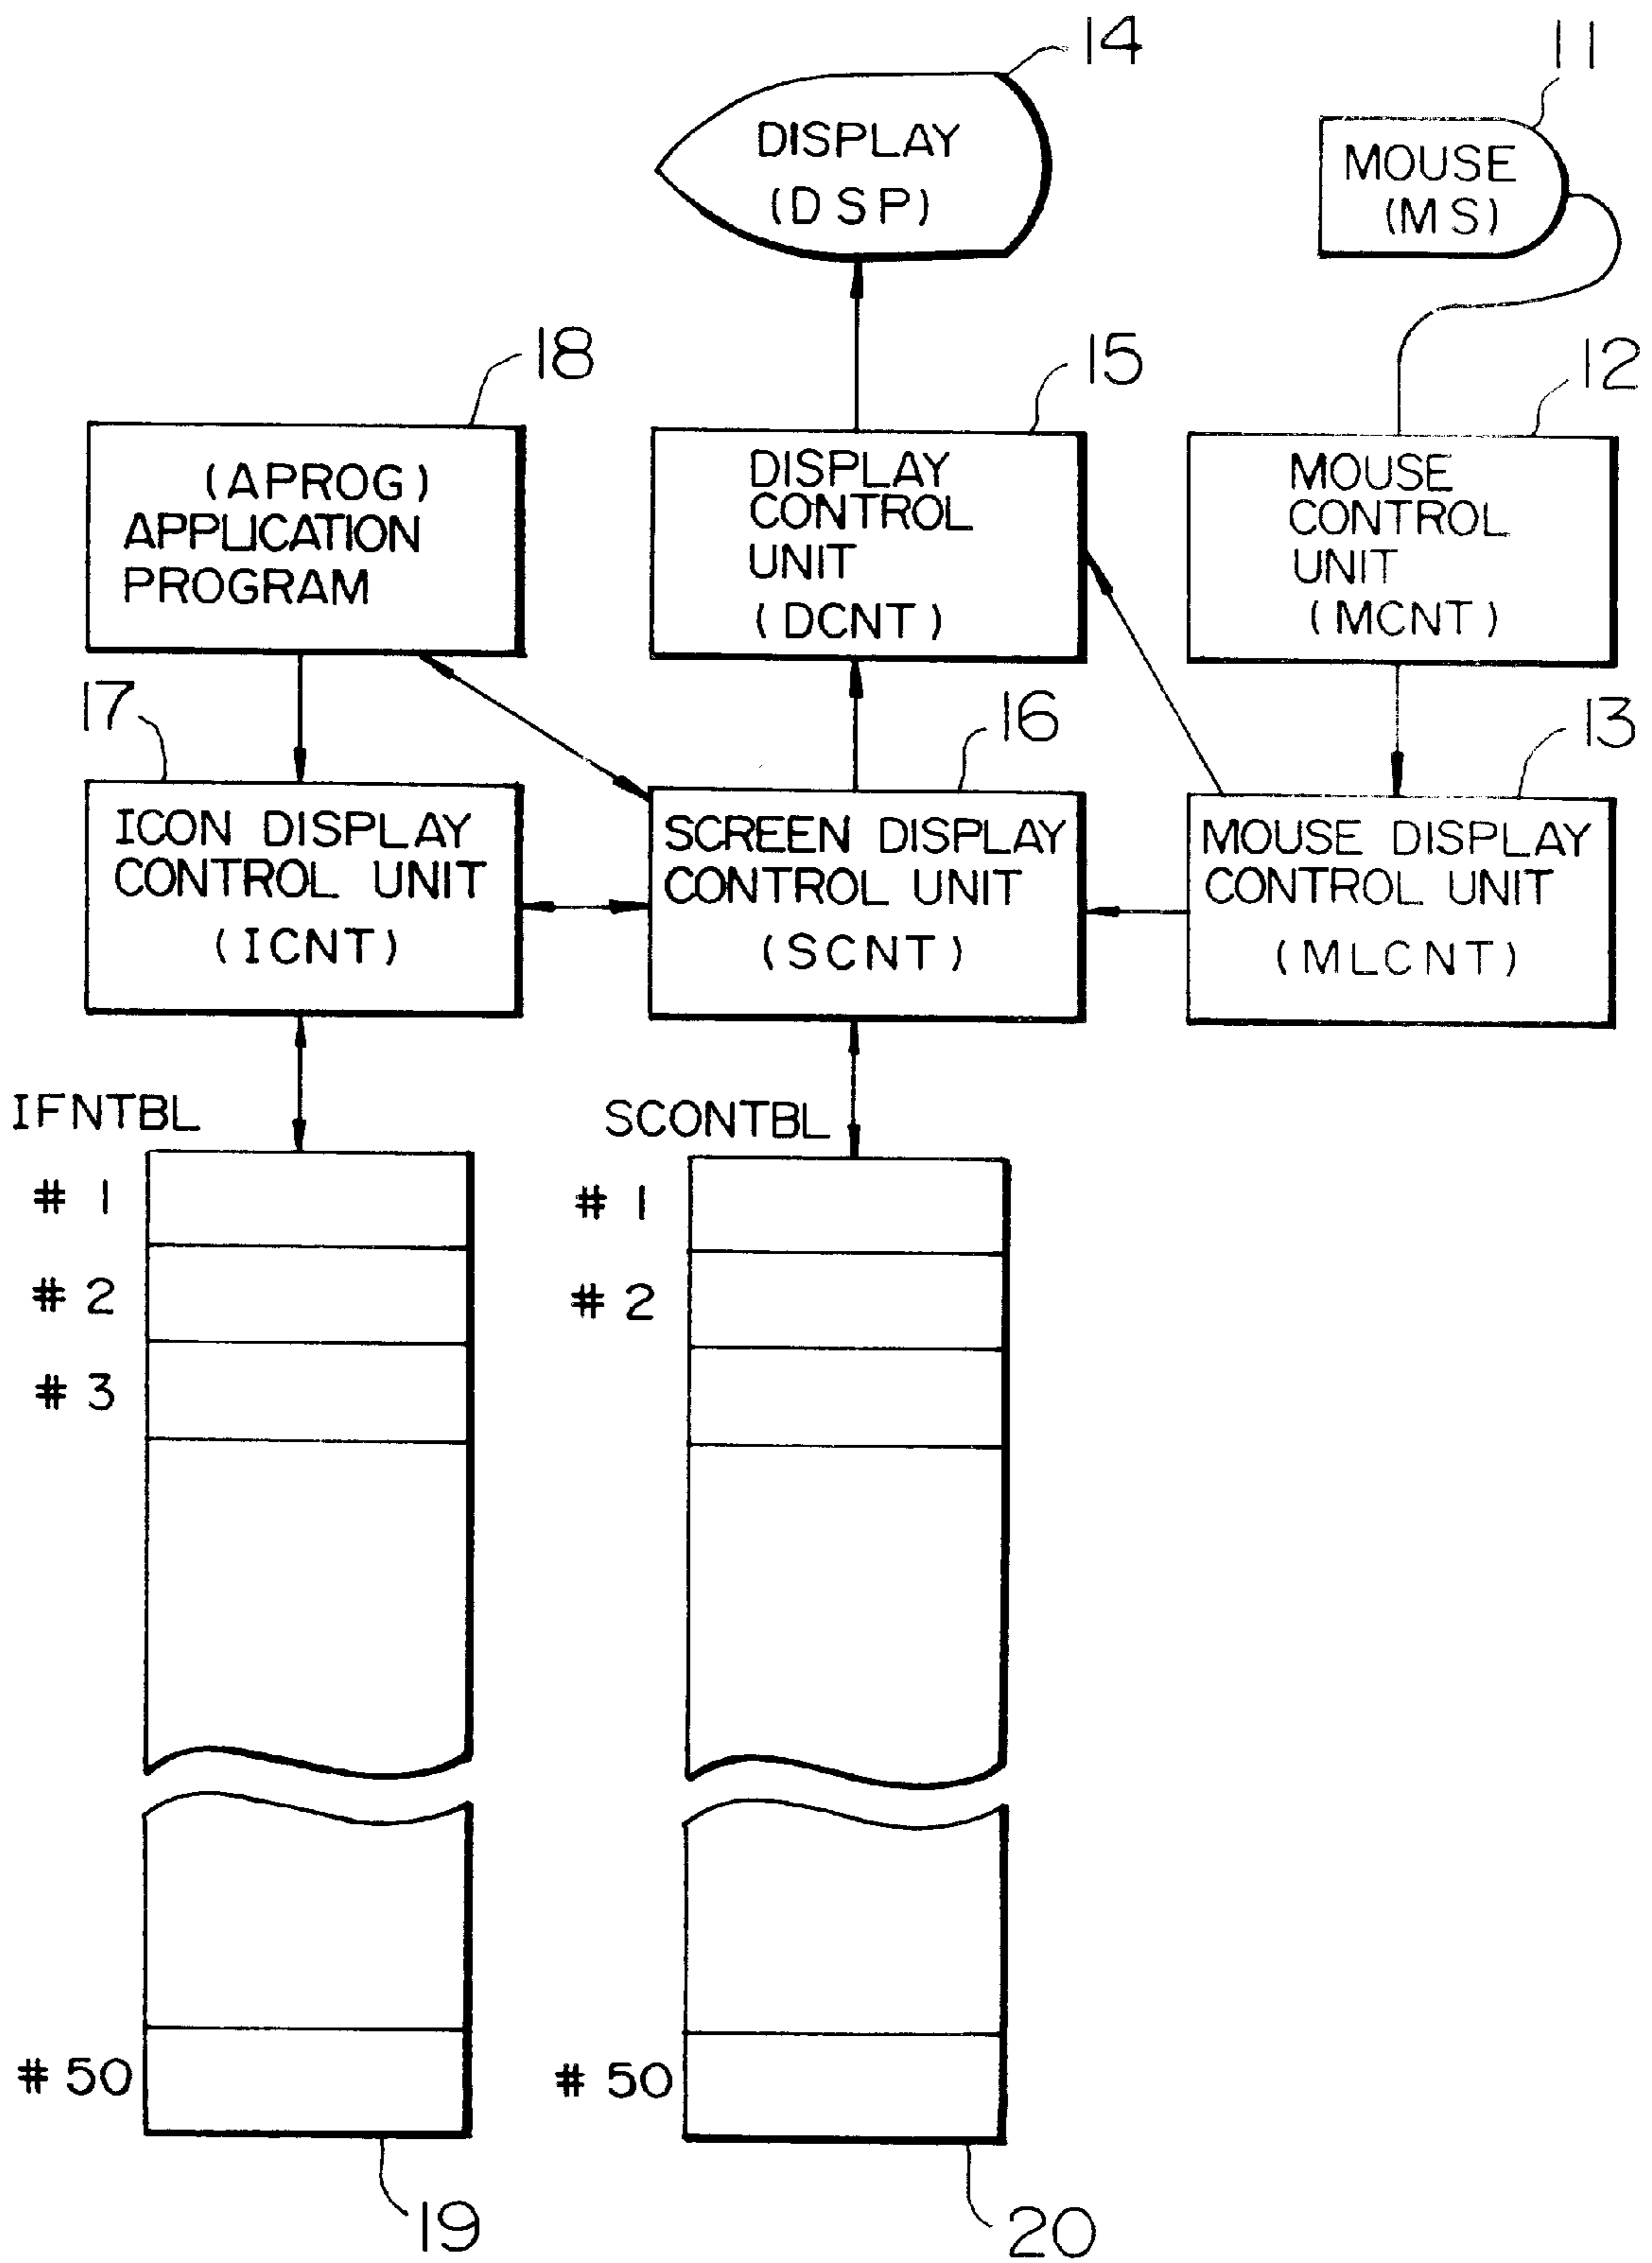 14
11
DISPLAY
(DSP)
MOUSE
(MS)
18
15
12
(APROG)
APPLICATION
PROGRAM
DISPLAY
CONTROL
UNIT
(DCNT)
MOUSE
CONTROL
UNIT
(MCNT)
17
16
13
ICON DISPLAY
CONTROL UNIT
(ICNT)
SCREEN DISPLAY
CONTROL UNIT
(SCNT)
MOUSE DISPLAY
CONTROL UNIT
(MLCNT)
IFNTBL
# 1
# 2
# 3
# 50
19
SCONTBL
# 1
# 2
# 50
20